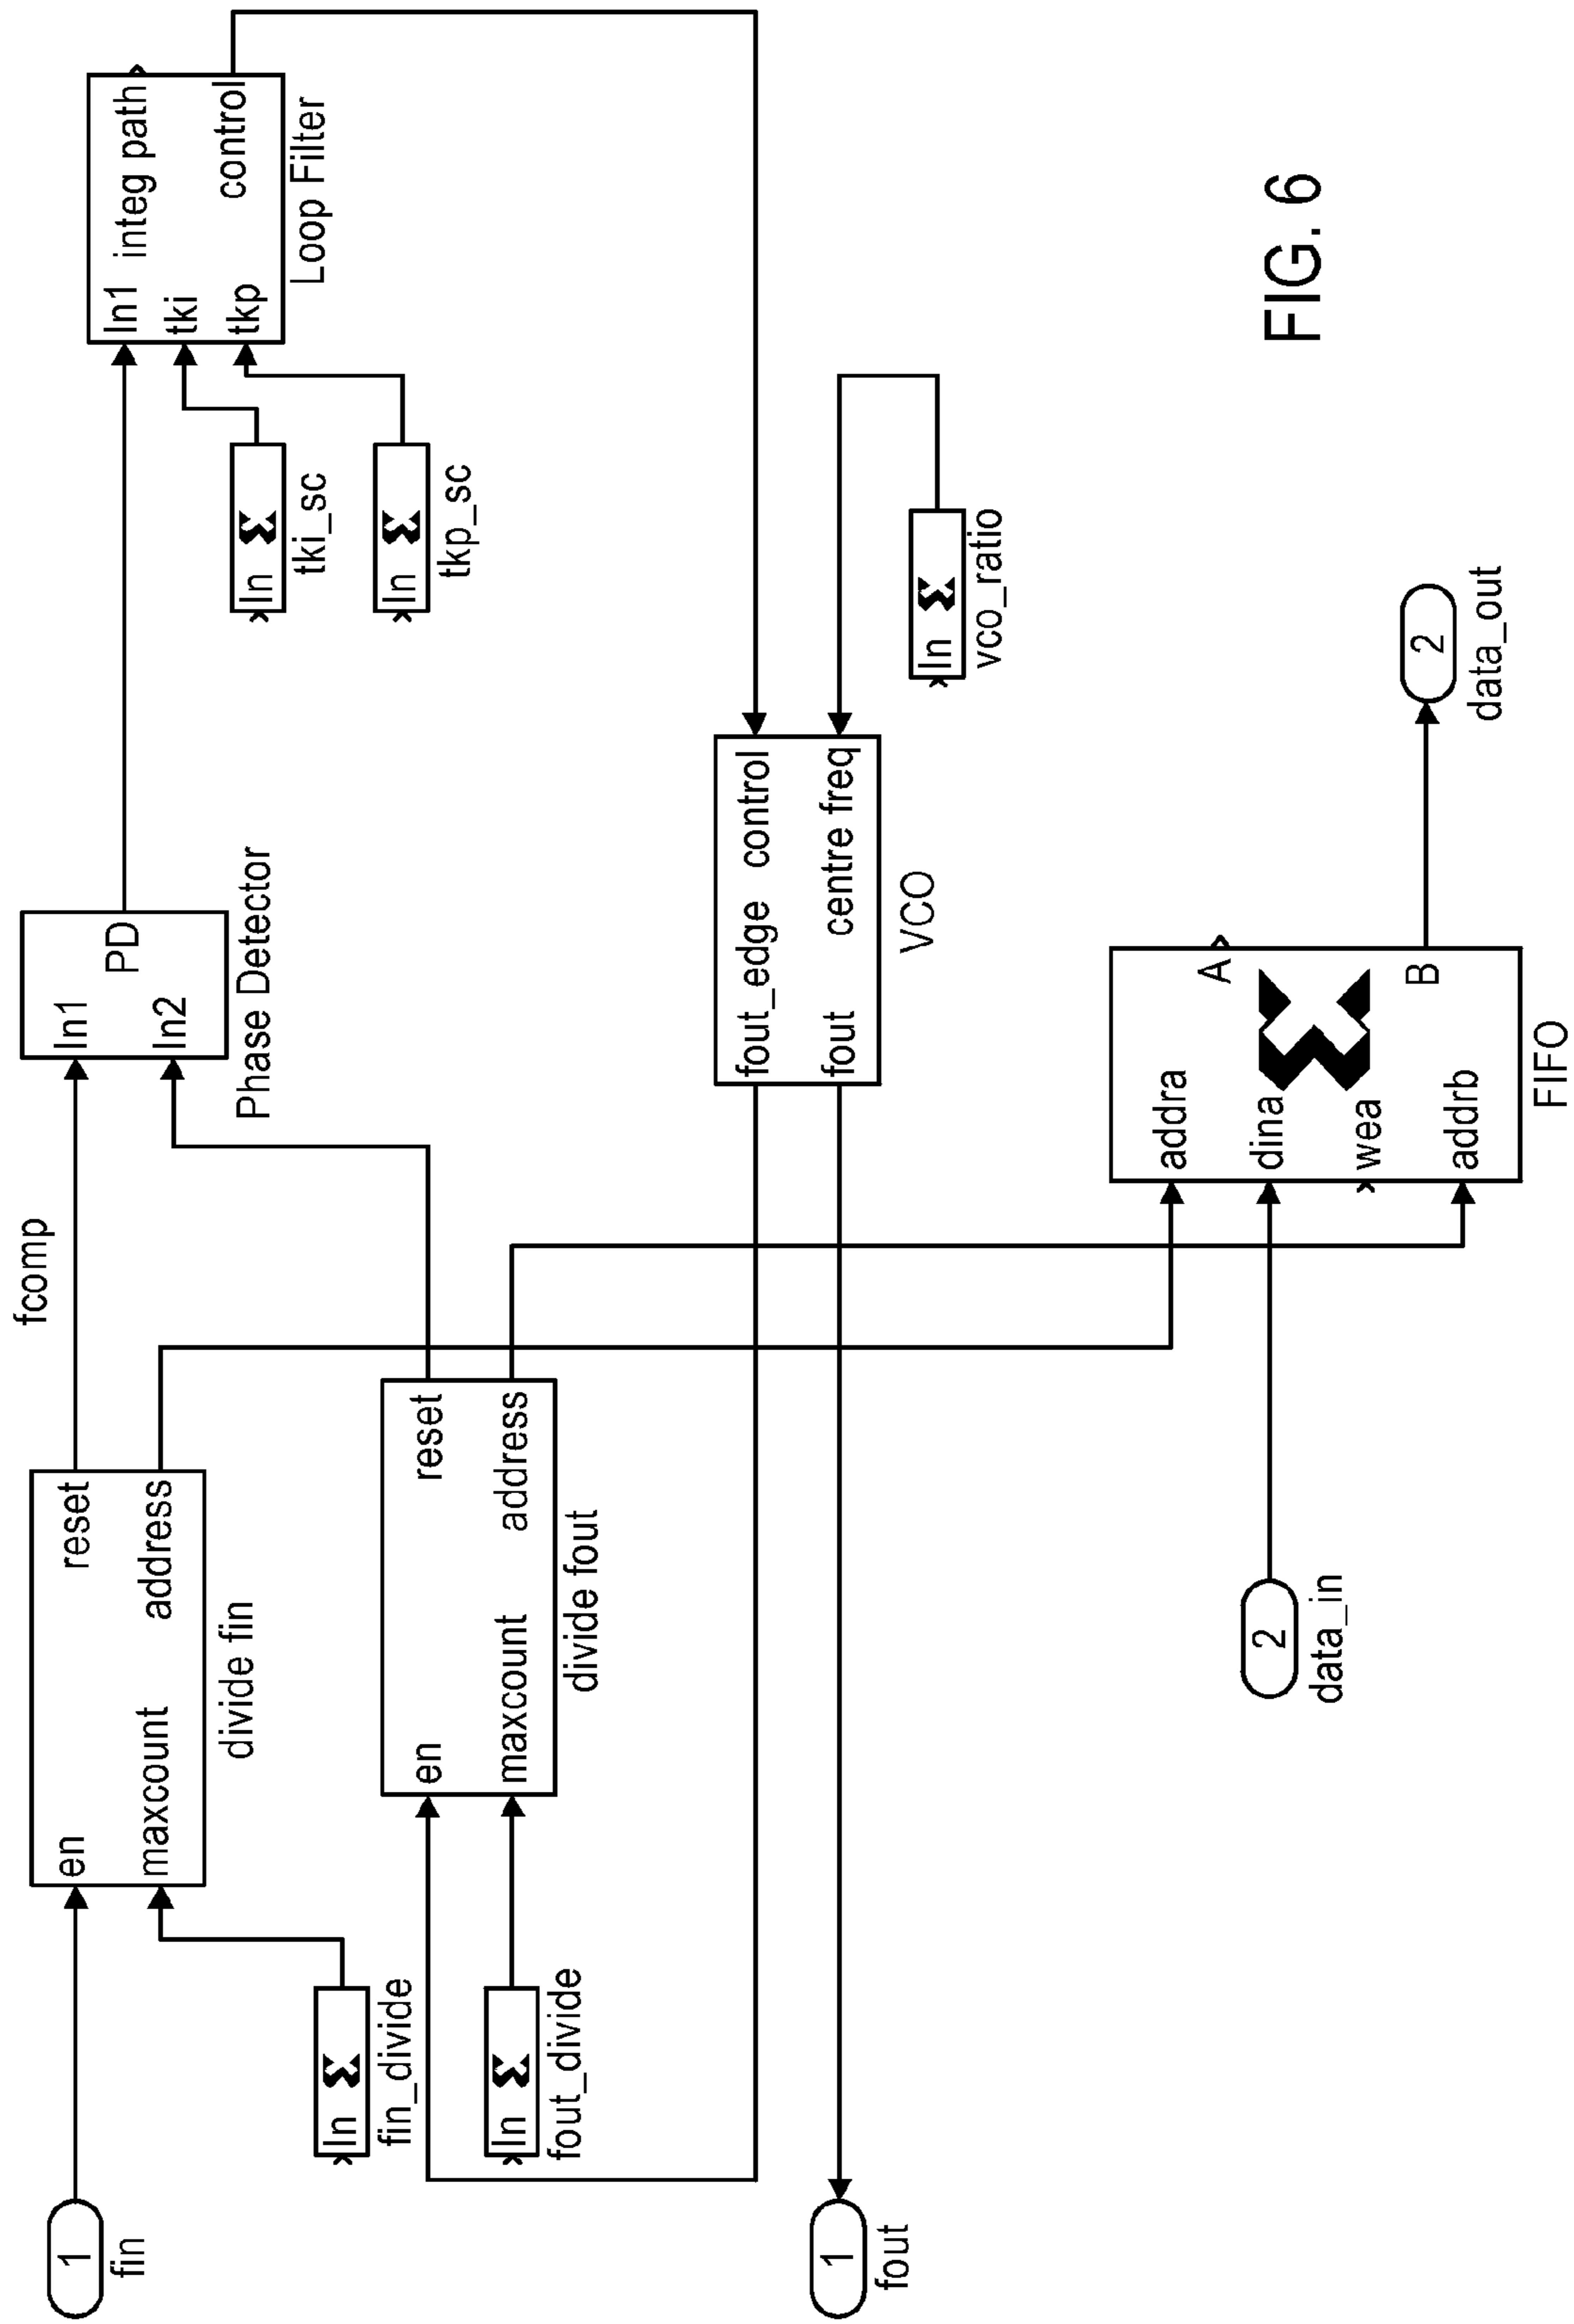 1
fin
In
fin_divide
en
reset
maxcount
address
divide fin
fcomp
In1
PD
In2
Phase Detector
In1
integ path
tki
tkp
control
Loop Filter
In
tki_sc
In
tkp_sc
In
fout_divide
en
reset
maxcount
address
divide fout
fout_edge control
fout centre freq
VCO
In
vco_ratio
1
fout
2
data_in
addra
A
dina
wea
B
addrb
FIFO
2
data_out
FIG. 6